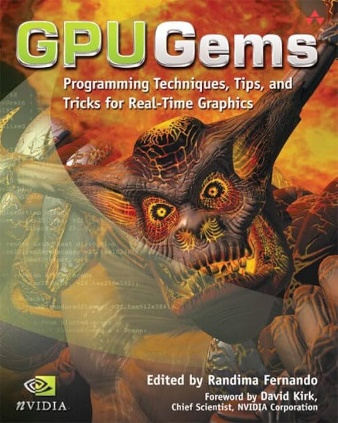 GPU Gems
Programming Techniques, Tips, and
Tricks for Real-Time Graphics
Edited by Randima Fernando
Foreword by David Kirk,
Chief Scientist, NVIDIA Corporation
nVIDIA